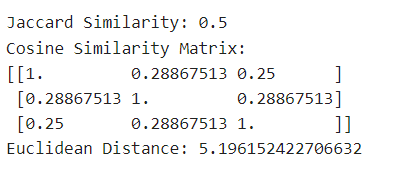 Jaccard Similarity: 0.5
Cosine Similarity Matrix:
[[1.         0.28867513 0.25      ]
 [0.28867513 1.         0.28867513]
 [0.25       0.28867513 1.        ]]
Euclidean Distance: 5.196152422706632